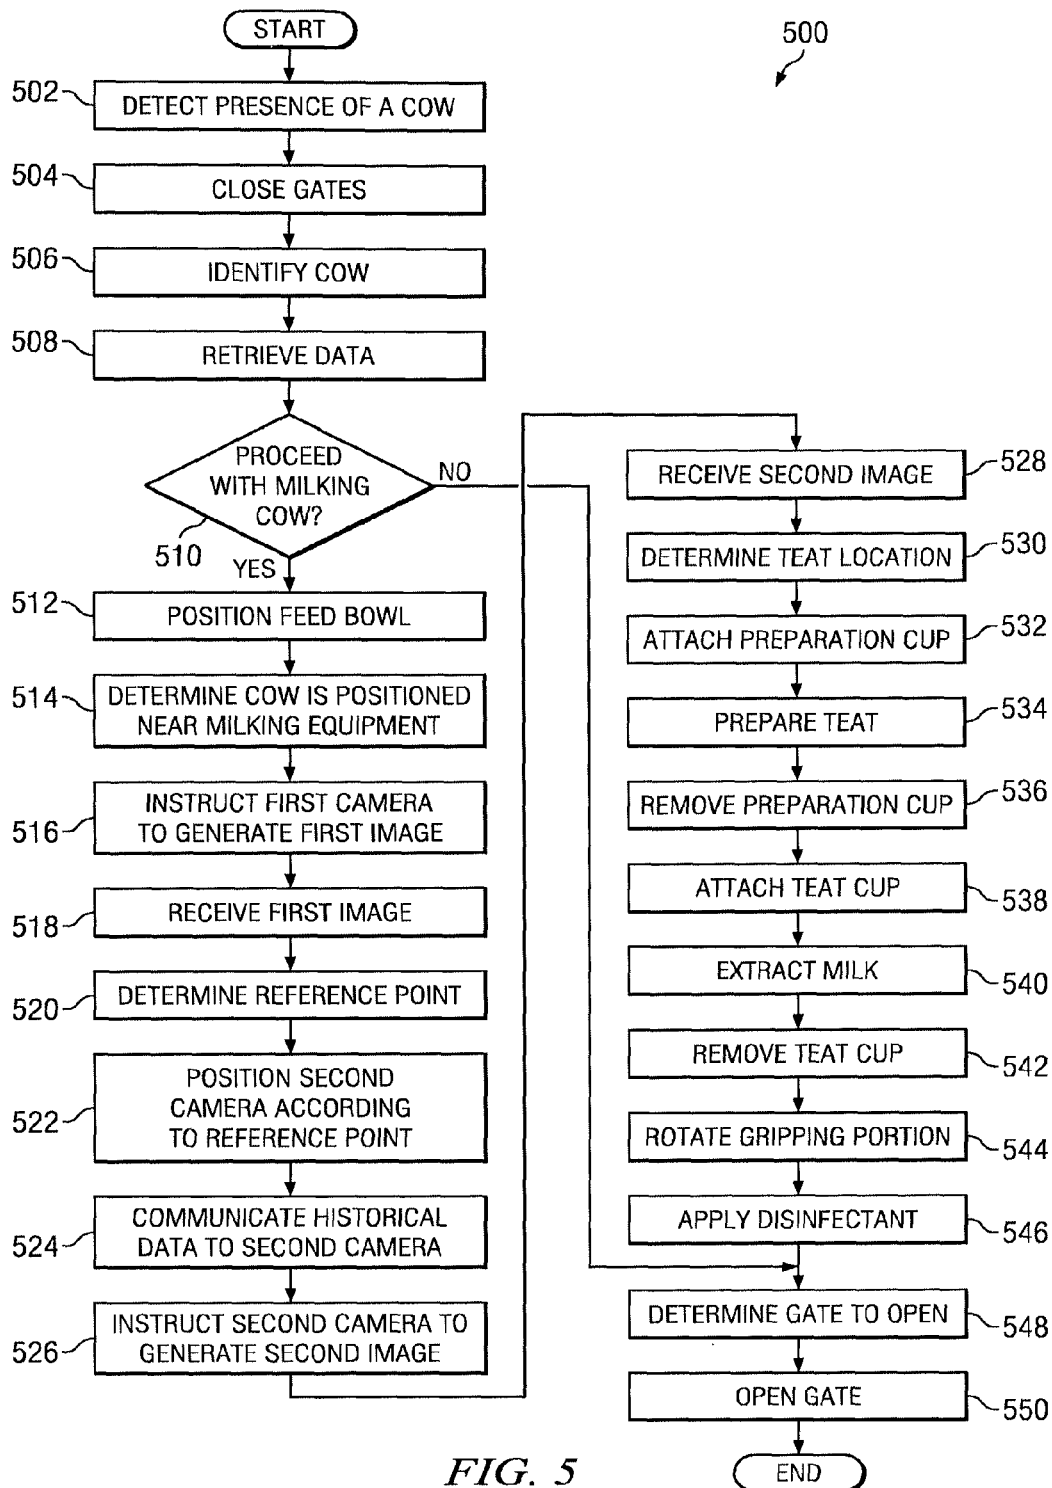 START
500
502
DETECT PRESENCE OF A COW
504
CLOSE GATES
506
IDENTIFY COW
508
RETRIEVE DATA
PROCEED
WITH MILKING
COW?
510
NO
YES
512
POSITION FEED BOWL
514
DETERMINE COW IS POSITIONED
NEAR MILKING EQUIPMENT
516
INSTRUCT FIRST CAMERA
TO GENERATE FIRST IMAGE
518
RECEIVE FIRST IMAGE
520
DETERMINE REFERENCE POINT
522
POSITION SECOND
CAMERA ACCORDING
TO REFERENCE POINT
524
COMMUNICATE HISTORICAL
DATA TO SECOND CAMERA
526
INSTRUCT SECOND CAMERA TO
GENERATE SECOND IMAGE
RECEIVE SECOND IMAGE
528
DETERMINE TEAT LOCATION
530
ATTACH PREPARATION CUP
532
PREPARE TEAT
534
REMOVE PREPARATION CUP
536
ATTACH TEAT CUP
538
EXTRACT MILK
540
REMOVE TEAT CUP
542
ROTATE GRIPPING PORTION
544
APPLY DISINFECTANT
546
DETERMINE GATE TO OPEN
548
OPEN GATE
550
END
FIG. 5